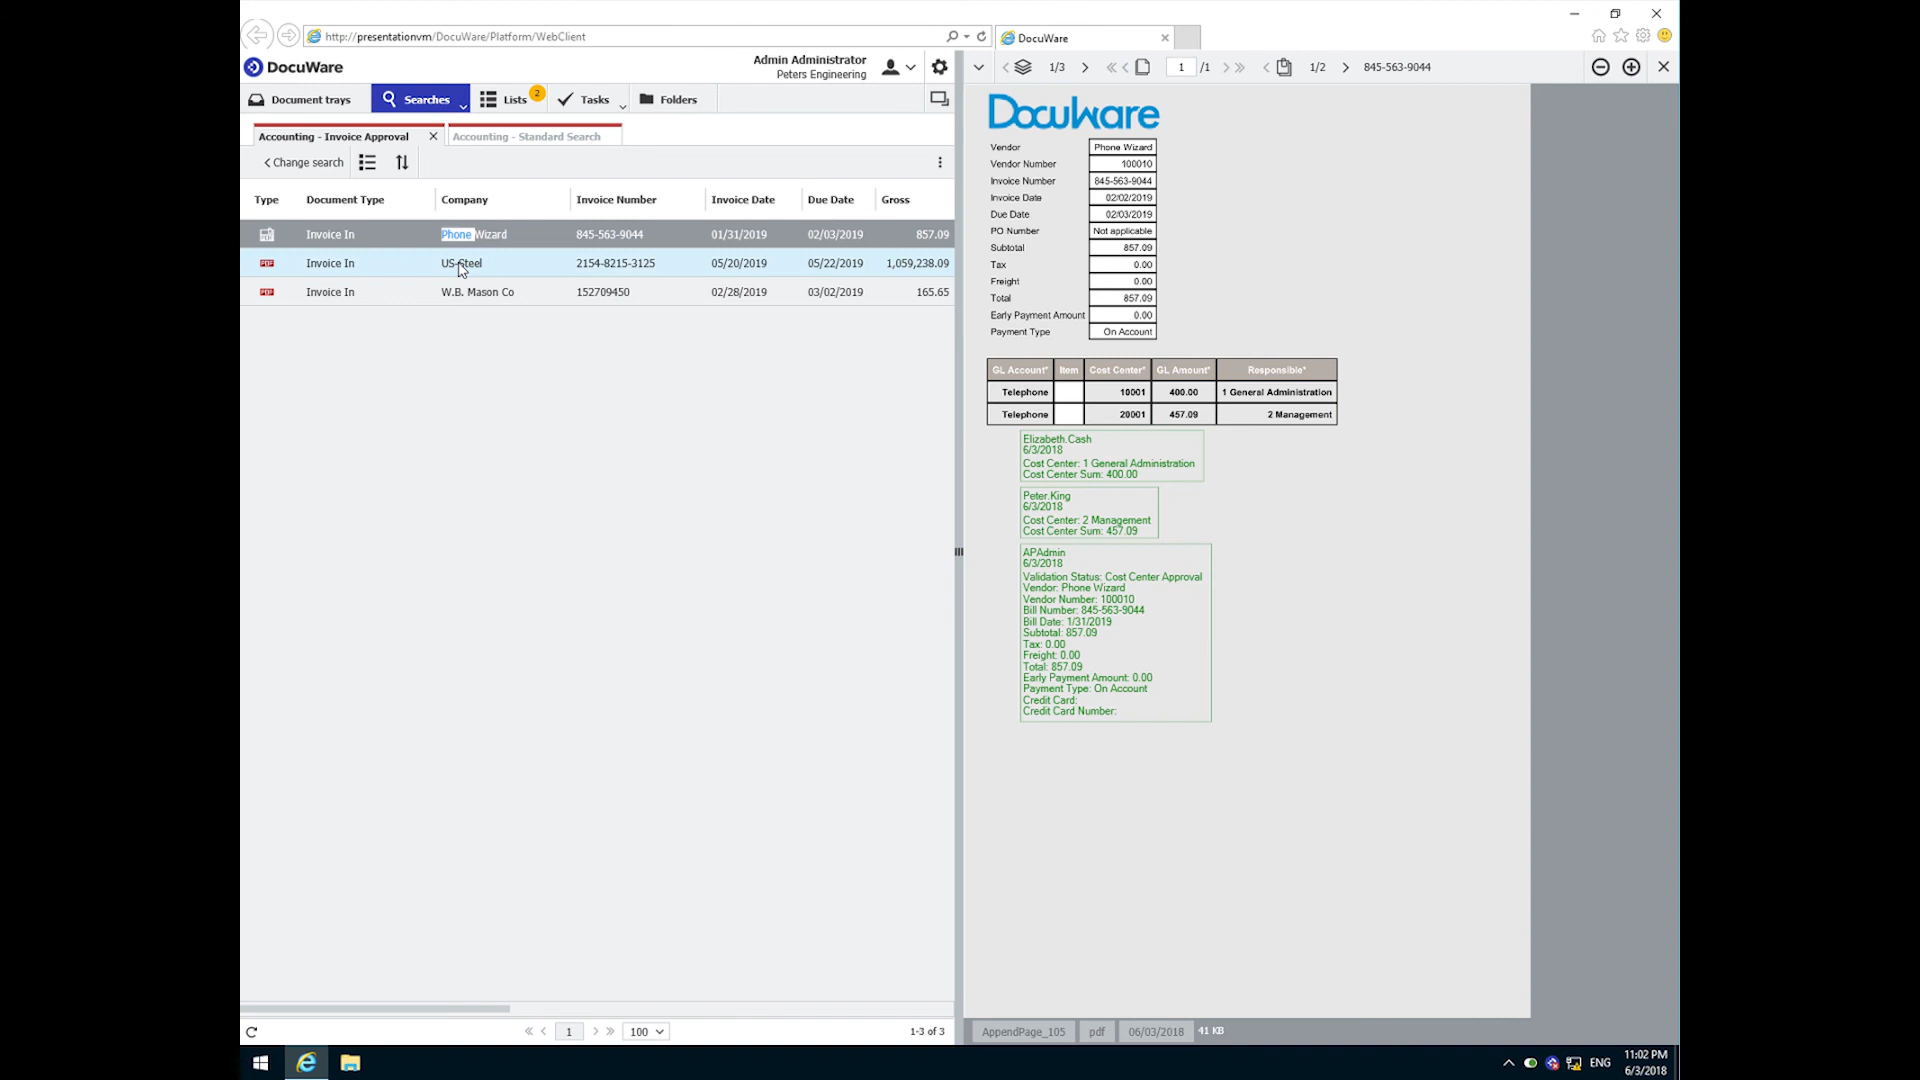 http://presentationvm/DocuWare/Platform/WebClient
DocuWare
DocuWare
Admin Administrator
Peters Engineering
Document trays
Searches
Lists
2
Tasks
Folders
Accounting - Invoice Approval
Accounting - Standard Search
Change search
Type Document Type Company Invoice Number Invoice Date Due Date Gross
Invoice In Phone Wizard 845-563-9044 01/31/2019 02/03/2019 857.09
PDF Invoice In US Steel 2154-8215-3125 05/20/2019 05/22/2019 1,059,238.09
PDF Invoice In W.B. Mason Co 152709450 02/28/2019 03/02/2019 165.65
1
100
1-3 of 3
1/3
1 /1
1/2
845-563-9044
DocuWare
Vendor Phone Wizard
Vendor Number 100010
Invoice Number 845-563-9044
Invoice Date 02/02/2019
Due Date 02/03/2019
PO Number Not applicable
Subtotal 857.09
Tax 0.00
Freight 0.00
Total 857.09
Early Payment Amount 0.00
Payment Type On Account
GL Account* Item Cost Center* GL Amount* Responsible*
Telephone 10001 400.00 1 General Administration
Telephone 20001 457.09 2 Management
Elizabeth.Cash
6/3/2018
Cost Center: 1 General Administration
Cost Center Sum: 400.00
Peter.King
6/3/2018
Cost Center: 2 Management
Cost Center Sum: 457.09
APAdmin
6/3/2018
Validation Status: Cost Center Approval
Vendor: Phone Wizard
Vendor Number: 100010
Bill Number: 845-563-9044
Bill Date: 1/31/2019
Subtotal: 857.09
Tax: 0.00
Freight: 0.00
Total: 857.09
Early Payment Amount: 0.00
Payment Type: On Account
Credit Card:
Credit Card Number:
AppendPage_105
pdf
06/03/2018
41 KB
ENG
11:02 PM
6/3/2018